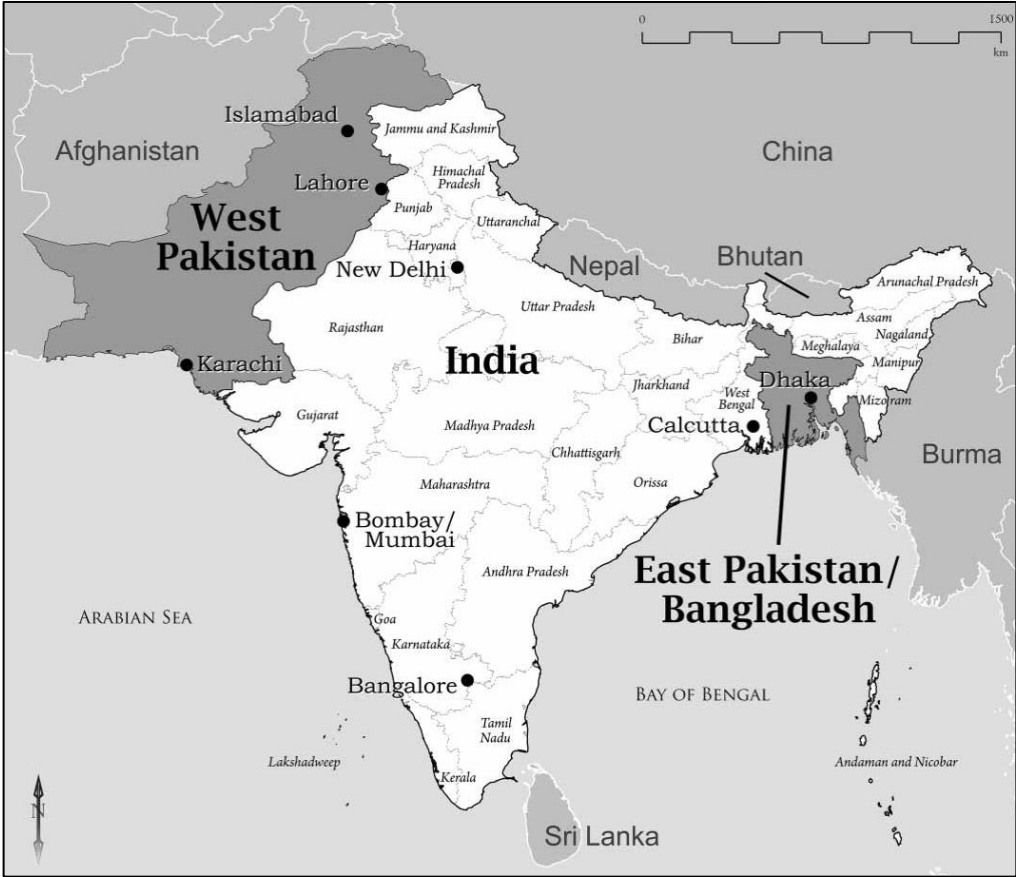 0
1500
km
Islamabad
Jammu and Kashmir
Afghanistan
China
Himachal
Pradesh
Lahore
Punjab
West
Pakistan
Uttaranchal
Haryana
New Delhi
Nepal
Bhutan
Arunachal Pradesh
Uttar Pradesh
Assam
Rajasthan
Nagaland
Bihar
Meghalaya
India
Manipur
Karachi
Jharkhand
Dhaka
West
Bengal
Mizoram
Gujarat
Madhya Pradesh
Calcutta
Chhattisgarh
Burma
Maharashtra
Orissa
Bombay/
Mumbai
Andhra Pradesh
East Pakistan/
Bangladesh
ARABIAN SEA
Goa
Karnataka
Bangalore
BAY OF BENGAL
Tamil
Nadu
Lakshadweep
Andaman and Nicobar
Kerala
N
Sri Lanka